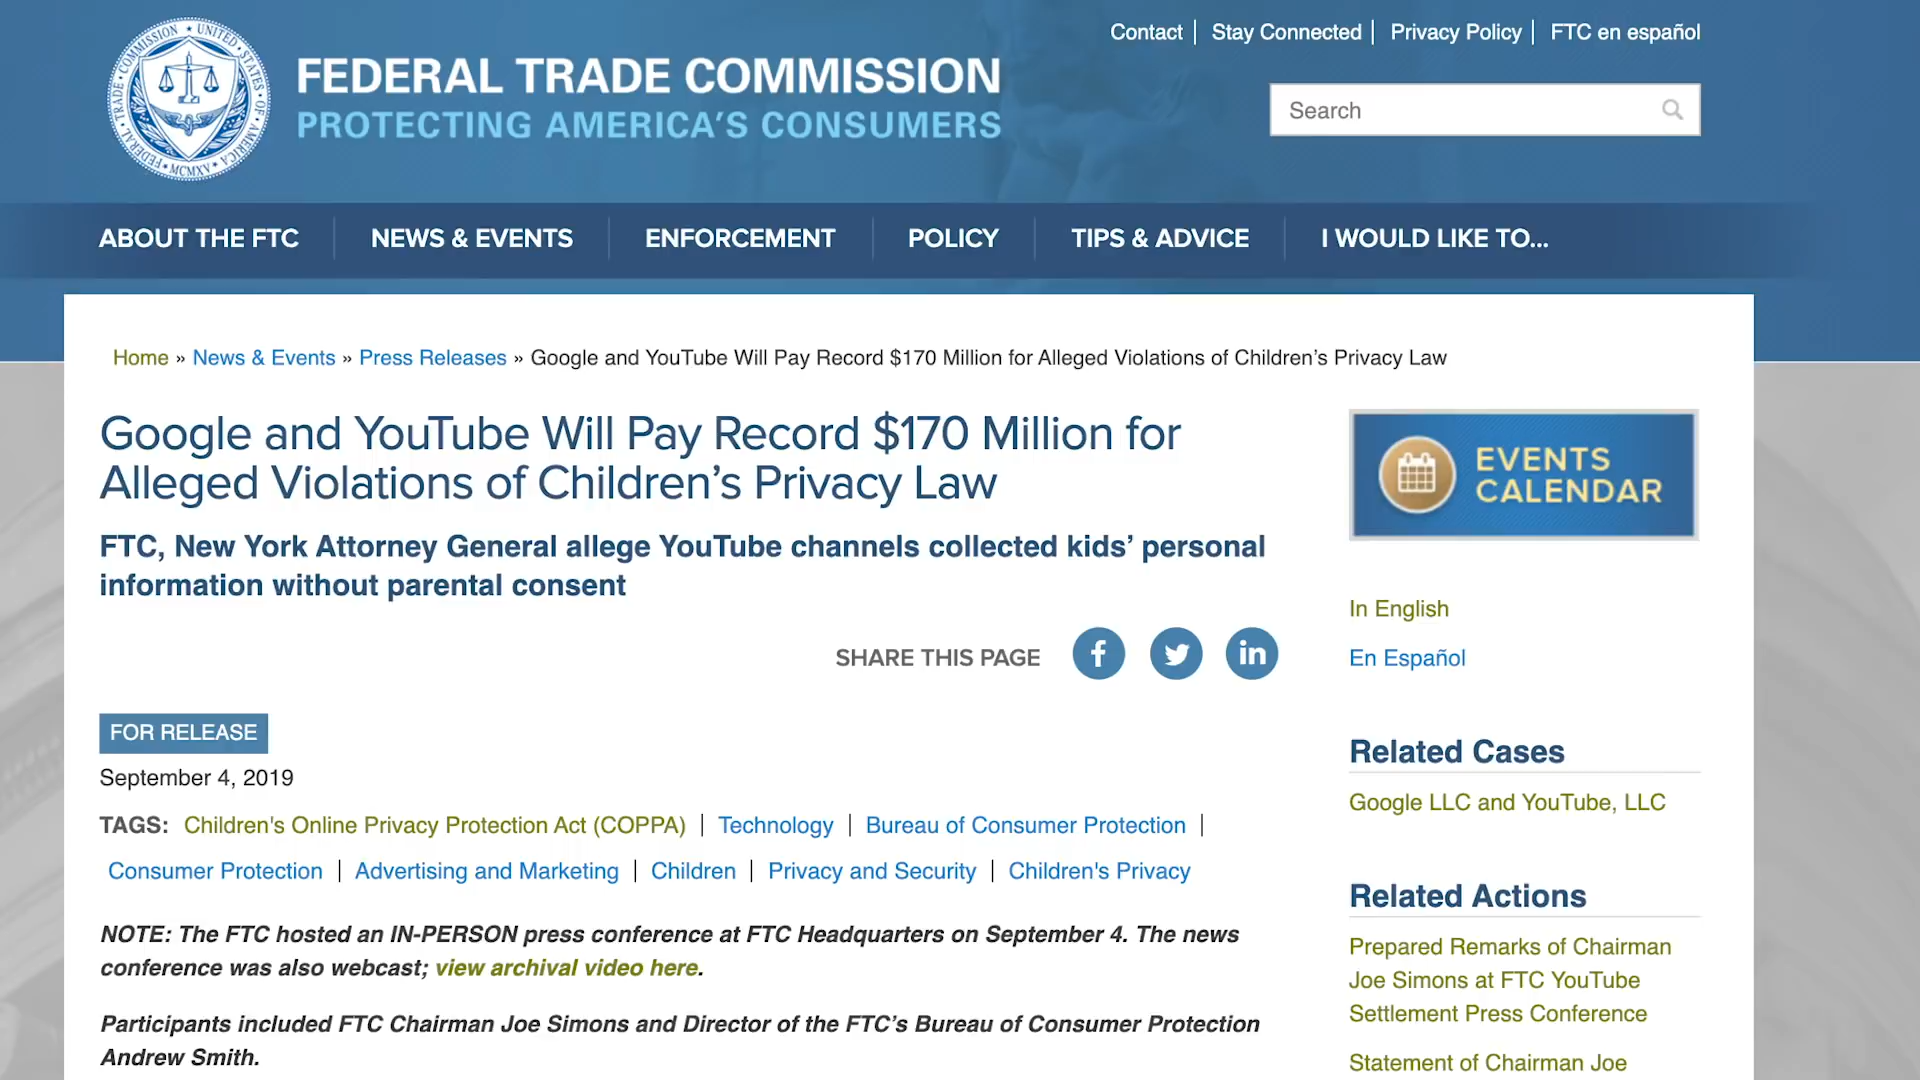 Contact | Stay Connected | Privacy Policy | FTC en español
FEDERAL TRADE COMMISSION · UNITED STATES OF AMERICA · MCMXV
FEDERAL TRADE COMMISSION
PROTECTING AMERICA'S CONSUMERS
Search
ABOUT THE FTC
NEWS & EVENTS
ENFORCEMENT
POLICY
TIPS & ADVICE
I WOULD LIKE TO...
Home » News & Events » Press Releases » Google and YouTube Will Pay Record $170 Million for Alleged Violations of Children's Privacy Law
Google and YouTube Will Pay Record $170 Million for
Alleged Violations of Children's Privacy Law
FTC, New York Attorney General allege YouTube channels collected kids' personal
information without parental consent
SHARE THIS PAGE
FOR RELEASE
September 4, 2019
TAGS: Children's Online Privacy Protection Act (COPPA) | Technology | Bureau of Consumer Protection |
Consumer Protection | Advertising and Marketing | Children | Privacy and Security | Children's Privacy
NOTE: The FTC hosted an IN-PERSON press conference at FTC Headquarters on September 4. The news
conference was also webcast; view archival video here.
Participants included FTC Chairman Joe Simons and Director of the FTC's Bureau of Consumer Protection
Andrew Smith.
EVENTS
CALENDAR
In English
En Español
Related Cases
Google LLC and YouTube, LLC
Related Actions
Prepared Remarks of Chairman
Joe Simons at FTC YouTube
Settlement Press Conference
Statement of Chairman Joe